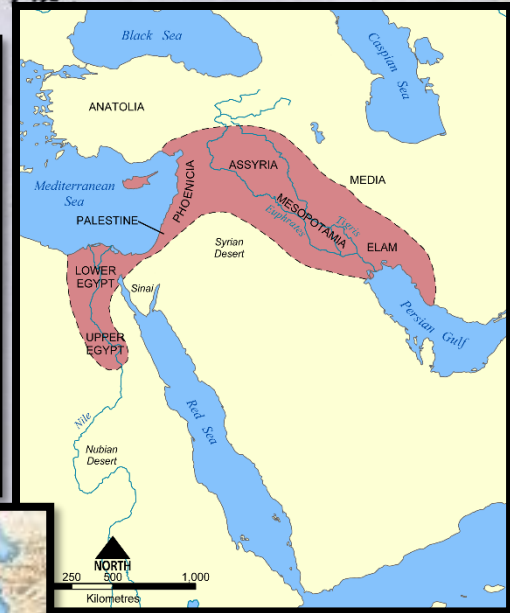 Black Sea
Caspian Sea
ANATOLIA
ASSYRIA
MEDIA
PHOENICIA
Mediterranean
Sea
MESOPOTAMIA
Tigris
Euphrates
PALESTINE
ELAM
Syrian
Desert
LOWER
EGYPT
Sinai
Persian Gulf
UPPER
EGYPT
Red Sea
Nile
Nubian
Desert
NORTH
250 500 1,000
Kilometres